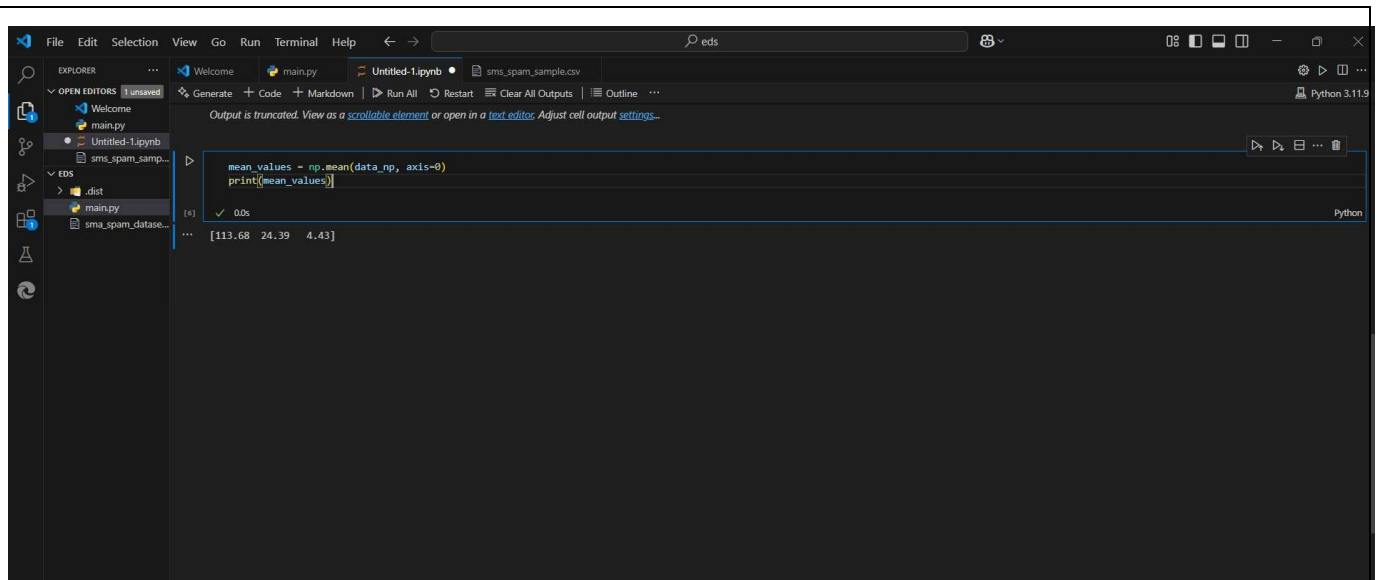 File Edit Selection View Go Run Terminal Help eds
EXPLORER
OPEN EDITORS 1 unsaved
Welcome
main.py
Untitled-1.ipynb
sms_spam_samp...
EDS
.dist
main.py
sma_spam_datase...
Welcome main.py Untitled-1.ipynb sms_spam_sample.csv
Generate + Code + Markdown | Run All Restart Clear All Outputs | Outline ...
Python 3.11.9
Output is truncated. View as a scrollable element or open in a text editor. Adjust cell output settings...
mean_values = np.mean(data_np, axis=0)
print(mean_values)
[6] 0.0s
Python
... [113.68 24.39 4.43]